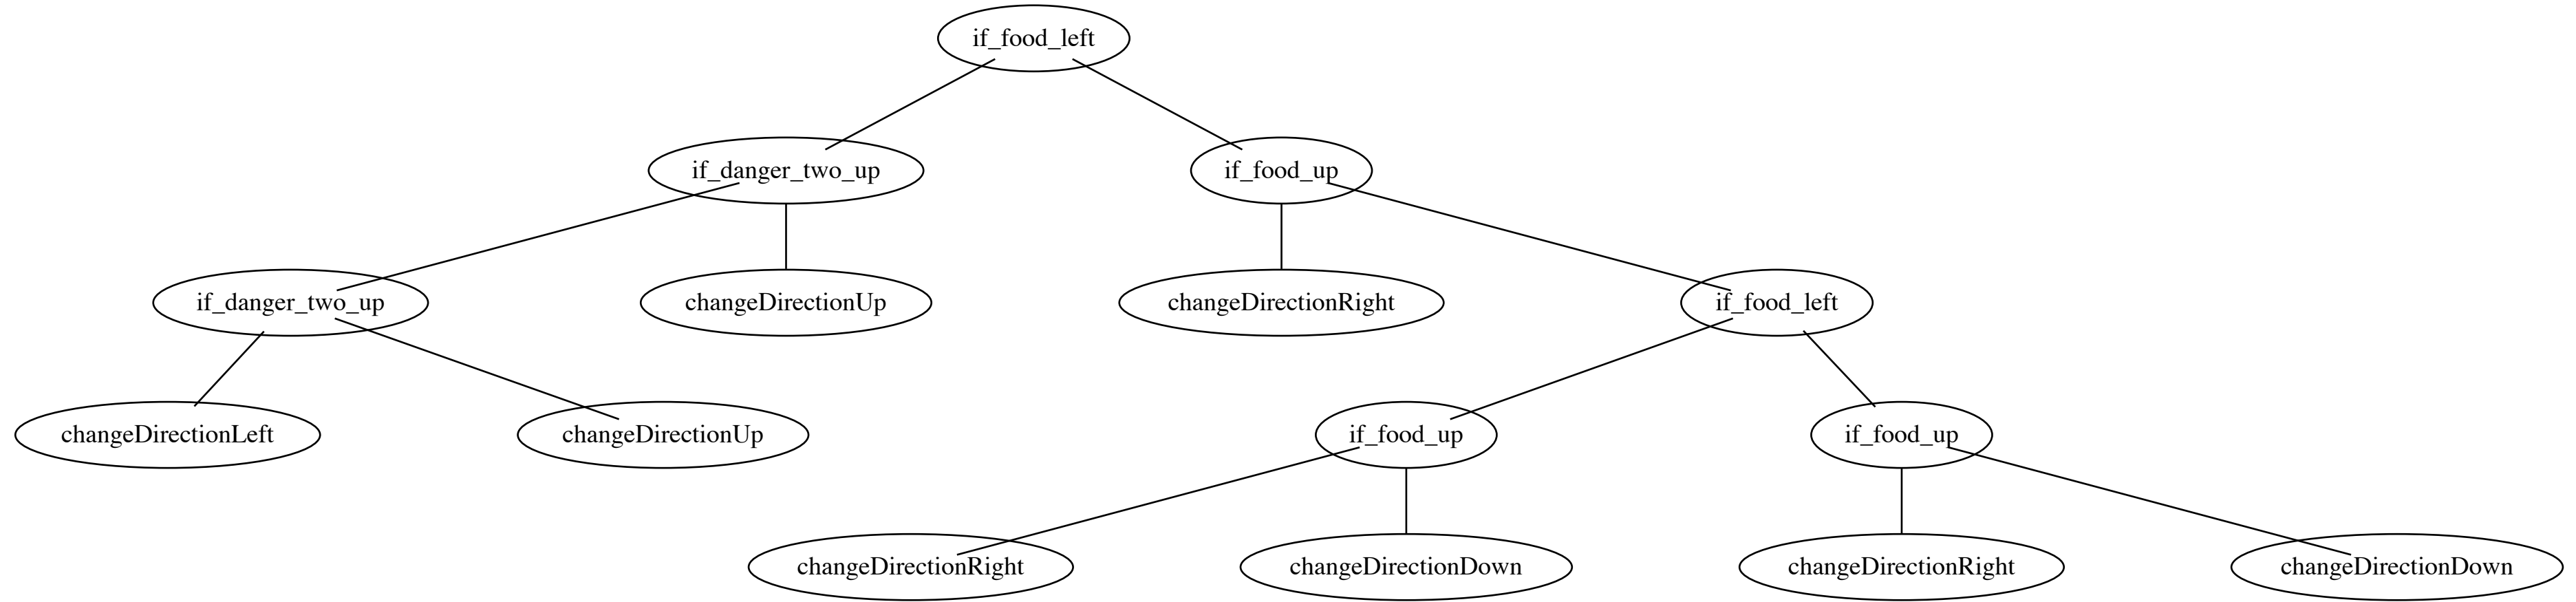 if_food_left
if_danger_two_up
if_food_up
if_danger_two_up
changeDirectionUp
changeDirectionRight
if_food_left
changeDirectionLeft
changeDirectionUp
if_food_up
if_food_up
changeDirectionRight
changeDirectionDown
changeDirectionRight
changeDirectionDown